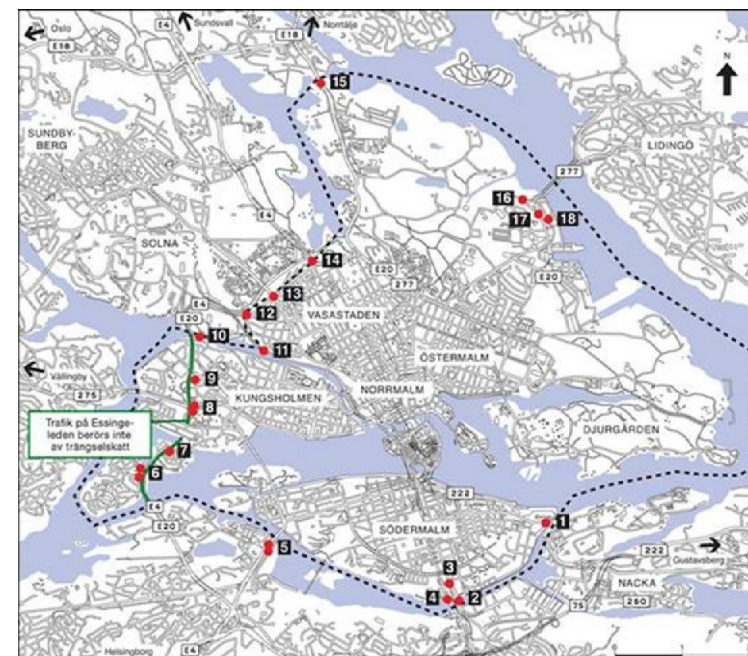 E4
Sundsvall
Norrtälje
E18
Oslo
E18
N
15
SUNDBY-
BERG
LIDINGÖ
277
16
17
18
E4
SOLNA
14
E20
277
E20
13
E4
12
VASASTADEN
E20
10
11
ÖSTERMALM
Vällingby
9
KUNGSHOLMEN
NORRMALM
275
8
Trafik på Essinge-
leden berörs inte
av trängselskatt
DJURGÅRDEN
7
6
222
E4
E20
1
SÖDERMALM
5
222
Gustavsberg
3
NACKA
4
2
75
260
Helsingborg
E4